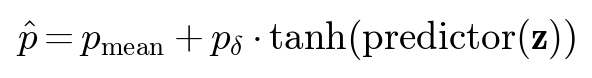 p̂ = p_mean + p_δ · tanh(predictor(𝐳))